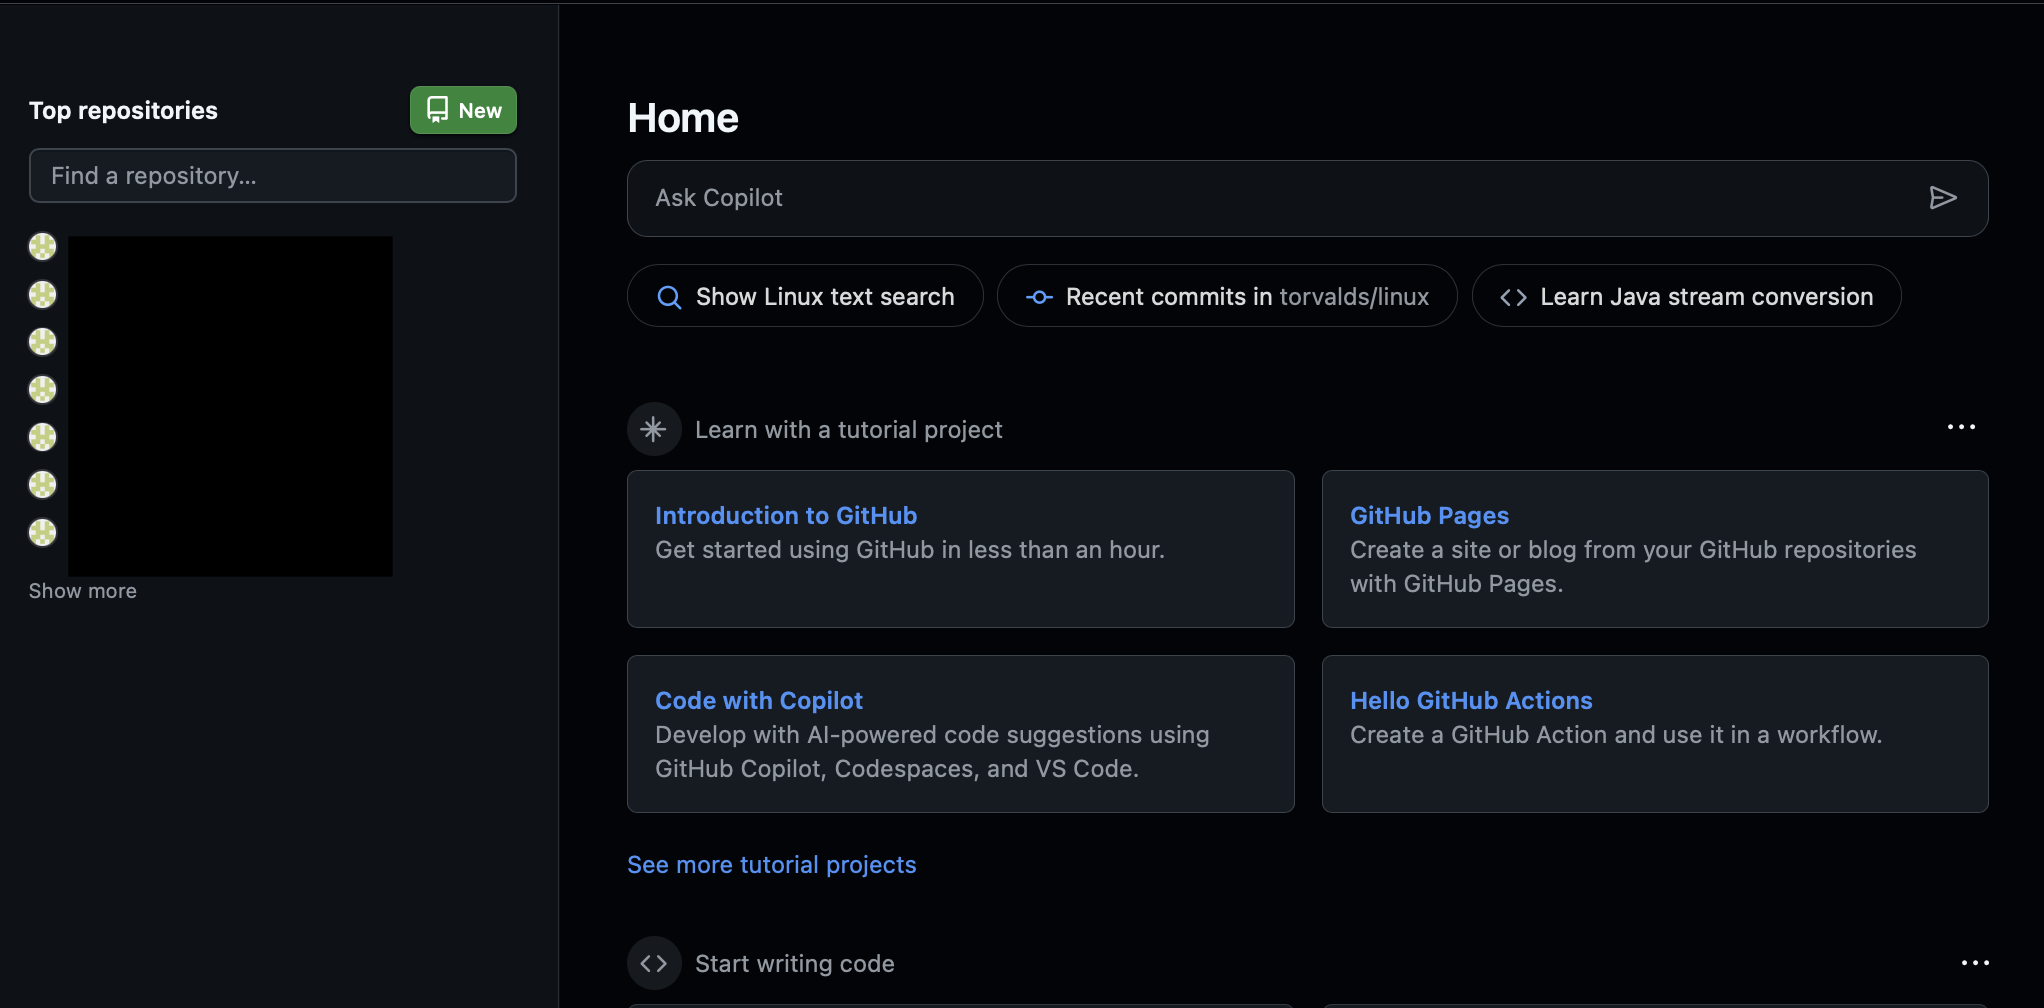 Top repositories
New
Find a repository...
Show more
Home
Ask Copilot
Show Linux text search
Recent commits in torvalds/linux
Learn Java stream conversion
Learn with a tutorial project
Introduction to GitHub
Get started using GitHub in less than an hour.
GitHub Pages
Create a site or blog from your GitHub repositories
with GitHub Pages.
Code with Copilot
Develop with AI-powered code suggestions using
GitHub Copilot, Codespaces, and VS Code.
Hello GitHub Actions
Create a GitHub Action and use it in a workflow.
See more tutorial projects
Start writing code